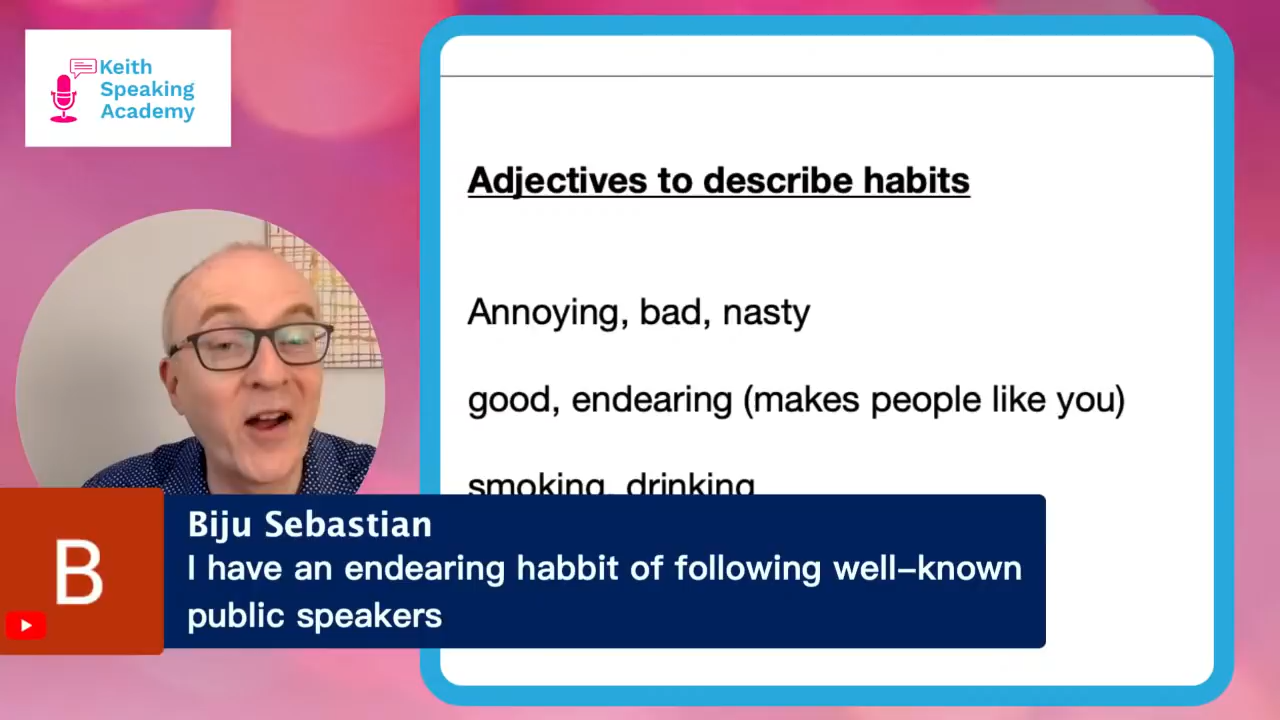 Keith
Speaking
Academy
Adjectives to describe habits
Annoying, bad, nasty
good, endearing (makes people like you)
smoking, drinking
B
Biju Sebastian
I have an endearing habbit of following well-known
public speakers